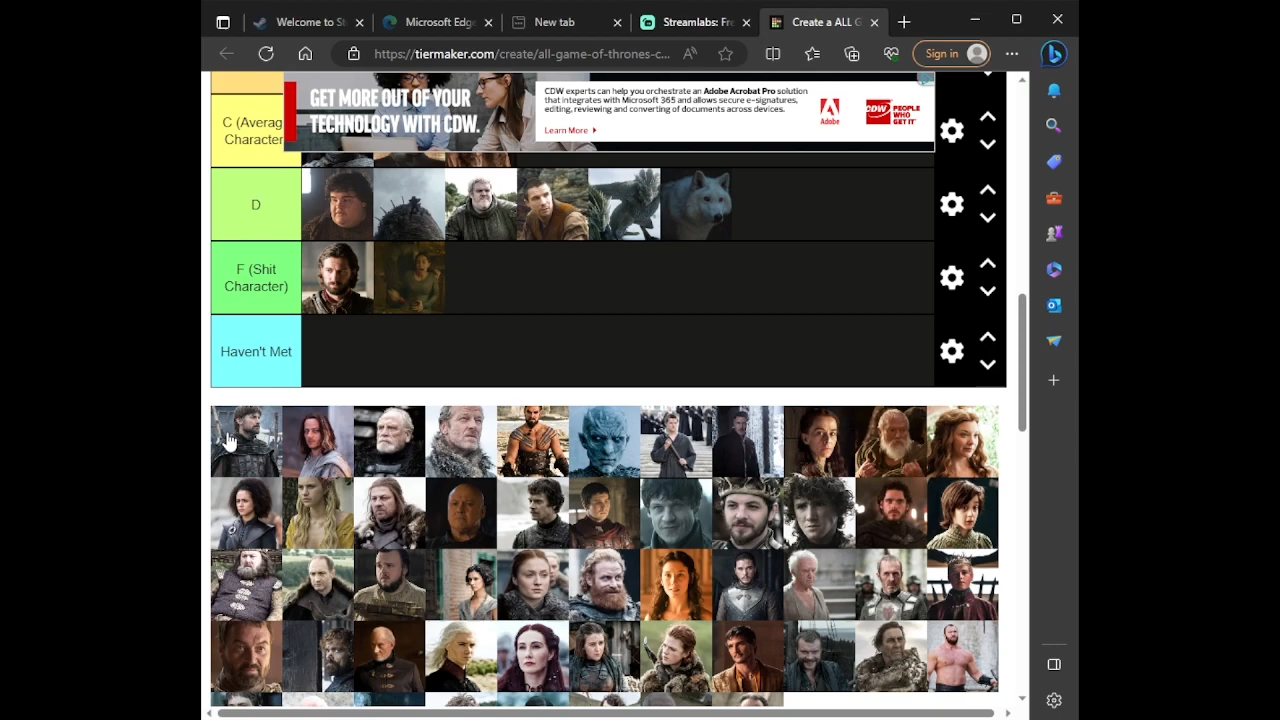 Welcome to St
Microsoft Edg
New tab
Streamlabs: Fre
Create a ALL G
https://tiermaker.com/create/all-game-of-thrones-c...
Sign in
GET MORE OUT OF YOUR
TECHNOLOGY WITH CDW.
CDW experts can help you orchestrate an Adobe Acrobat Pro solution
that integrates with Microsoft 365 and allows secure e-signatures,
editing, reviewing and converting of documents across devices.
Learn More
Adobe
CDW PEOPLE
WHO
GET IT
C (Averag
Character
D
F (Shit
Character)
Haven't Met